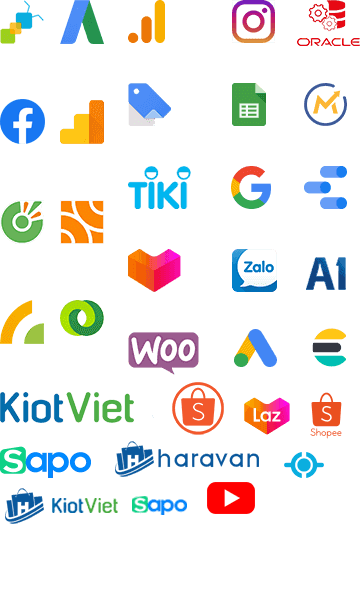 ORACLE
TIKI
Zalo
A1
WOO
KiotViet
S
Laz
S
Shopee
Sapo
H haravan
H KiotViet Sapo